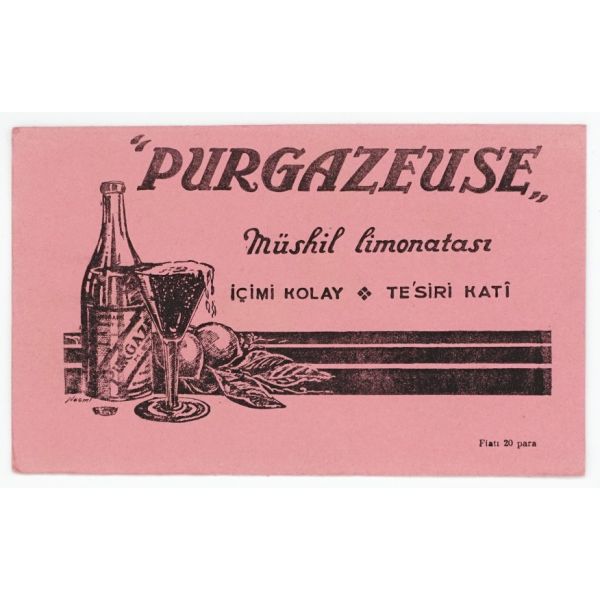 "PURGAZEUSE„
Müshil limonatası
İÇİMİ KOLAY ❖ TE'SİRİ KATÎ
Fiatı 20 para